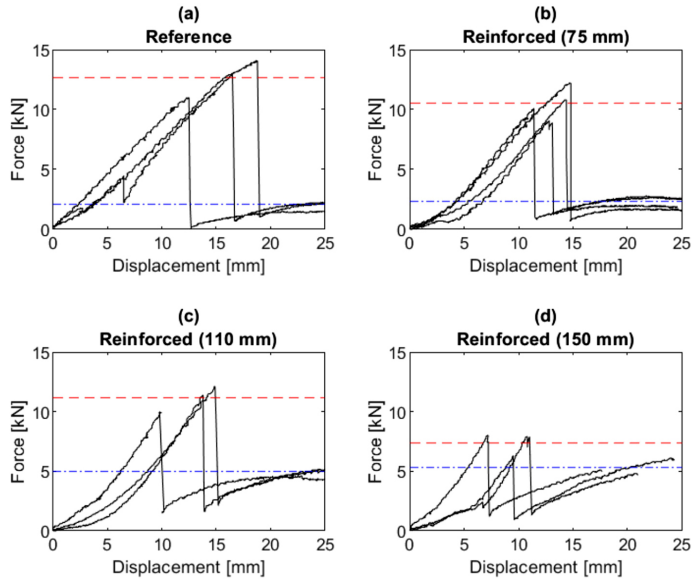 (a)
Reference
15
10
5
0
Force [kN]
0 5 10 15 20 25
Displacement [mm]
(b)
Reinforced (75 mm)
15
10
5
0
Force [kN]
0 5 10 15 20 25
Displacement [mm]
(c)
Reinforced (110 mm)
15
10
5
0
Force [kN]
0 5 10 15 20 25
Displacement [mm]
(d)
Reinforced (150 mm)
15
10
5
0
Force [kN]
0 5 10 15 20 25
Displacement [mm]